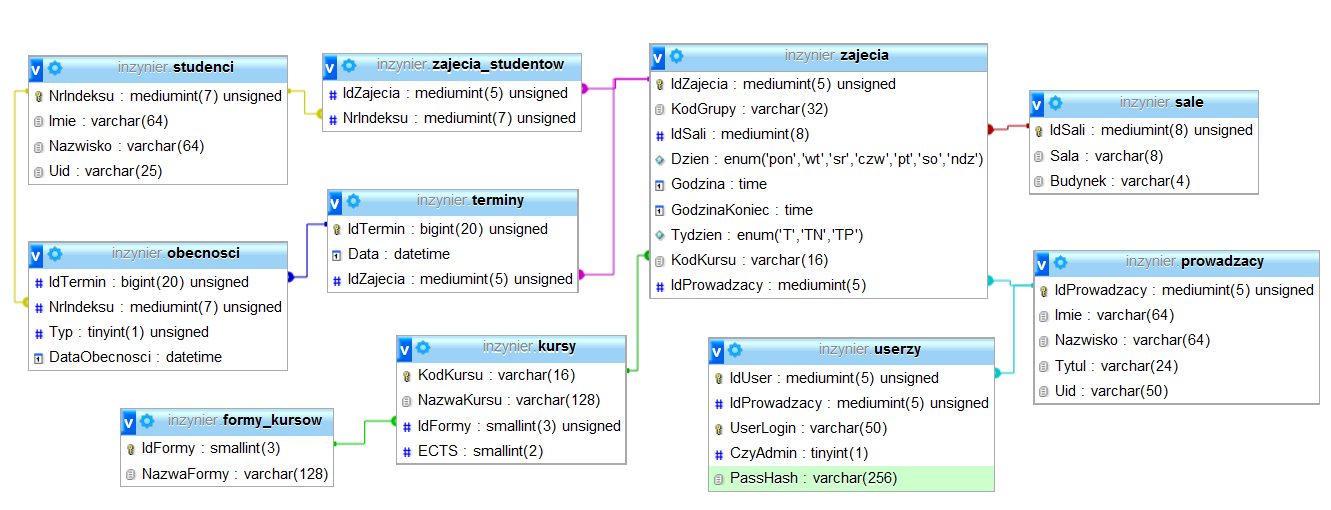 inzynier.studenci
NrIndeksu : mediumint(7) unsigned
Imie : varchar(64)
Nazwisko : varchar(64)
Uid : varchar(25)
inzynier.zajecia_studentow
IdZajecia : mediumint(5) unsigned
NrIndeksu : mediumint(7) unsigned
inzynier.zajecia
IdZajecia : mediumint(5) unsigned
KodGrupy : varchar(32)
IdSali : mediumint(8)
Dzien : enum('pon','wt','sr','czw','pt','so','ndz')
Godzina : time
GodzinaKoniec : time
Tydzien : enum('T','TN','TP')
KodKursu : varchar(16)
IdProwadzacy : mediumint(5)
inzynier.sale
IdSali : mediumint(8) unsigned
Sala : varchar(8)
Budynek : varchar(4)
inzynier.terminy
IdTermin : bigint(20) unsigned
Data : datetime
IdZajecia : mediumint(5) unsigned
inzynier.obecnosci
IdTermin : bigint(20) unsigned
NrIndeksu : mediumint(7) unsigned
Typ : tinyint(1) unsigned
DataObecnosci : datetime
inzynier.prowadzacy
IdProwadzacy : mediumint(5) unsigned
Imie : varchar(64)
Nazwisko : varchar(64)
Tytul : varchar(24)
Uid : varchar(50)
inzynier.kursy
KodKursu : varchar(16)
NazwaKursu : varchar(128)
IdFormy : smallint(3) unsigned
ECTS : smallint(2)
inzynier.userzy
IdUser : mediumint(5) unsigned
IdProwadzacy : mediumint(5) unsigned
UserLogin : varchar(50)
CzyAdmin : tinyint(1)
PassHash : varchar(256)
inzynier.formy_kursow
IdFormy : smallint(3)
NazwaFormy : varchar(128)